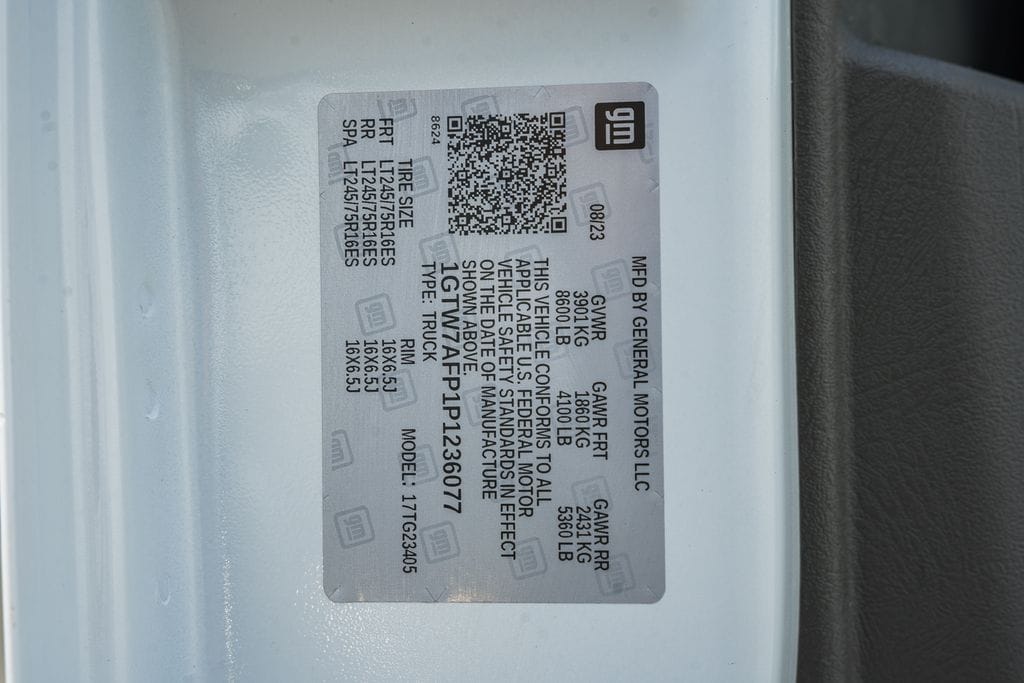 MFD BY GENERAL MOTORS LLC
gm
08/23
GVWR GAWR FRT GAWR RR
3901 KG 1860 KG 2431 KG
8600 LB 4100 LB 5360 LB
THIS VEHICLE CONFORMS TO ALL
APPLICABLE U.S. FEDERAL MOTOR
VEHICLE SAFETY STANDARDS IN EFFECT
ON THE DATE OF MANUFACTURE
SHOWN ABOVE.
1GTW7AFP1P1236077
TYPE: TRUCK
8624
TIRE SIZE RIM MODEL: 17TG23405
FRT LT245/75R16ES 16X6.5J
RR LT245/75R16ES 16X6.5J
SPA LT245/75R16ES 16X6.5J